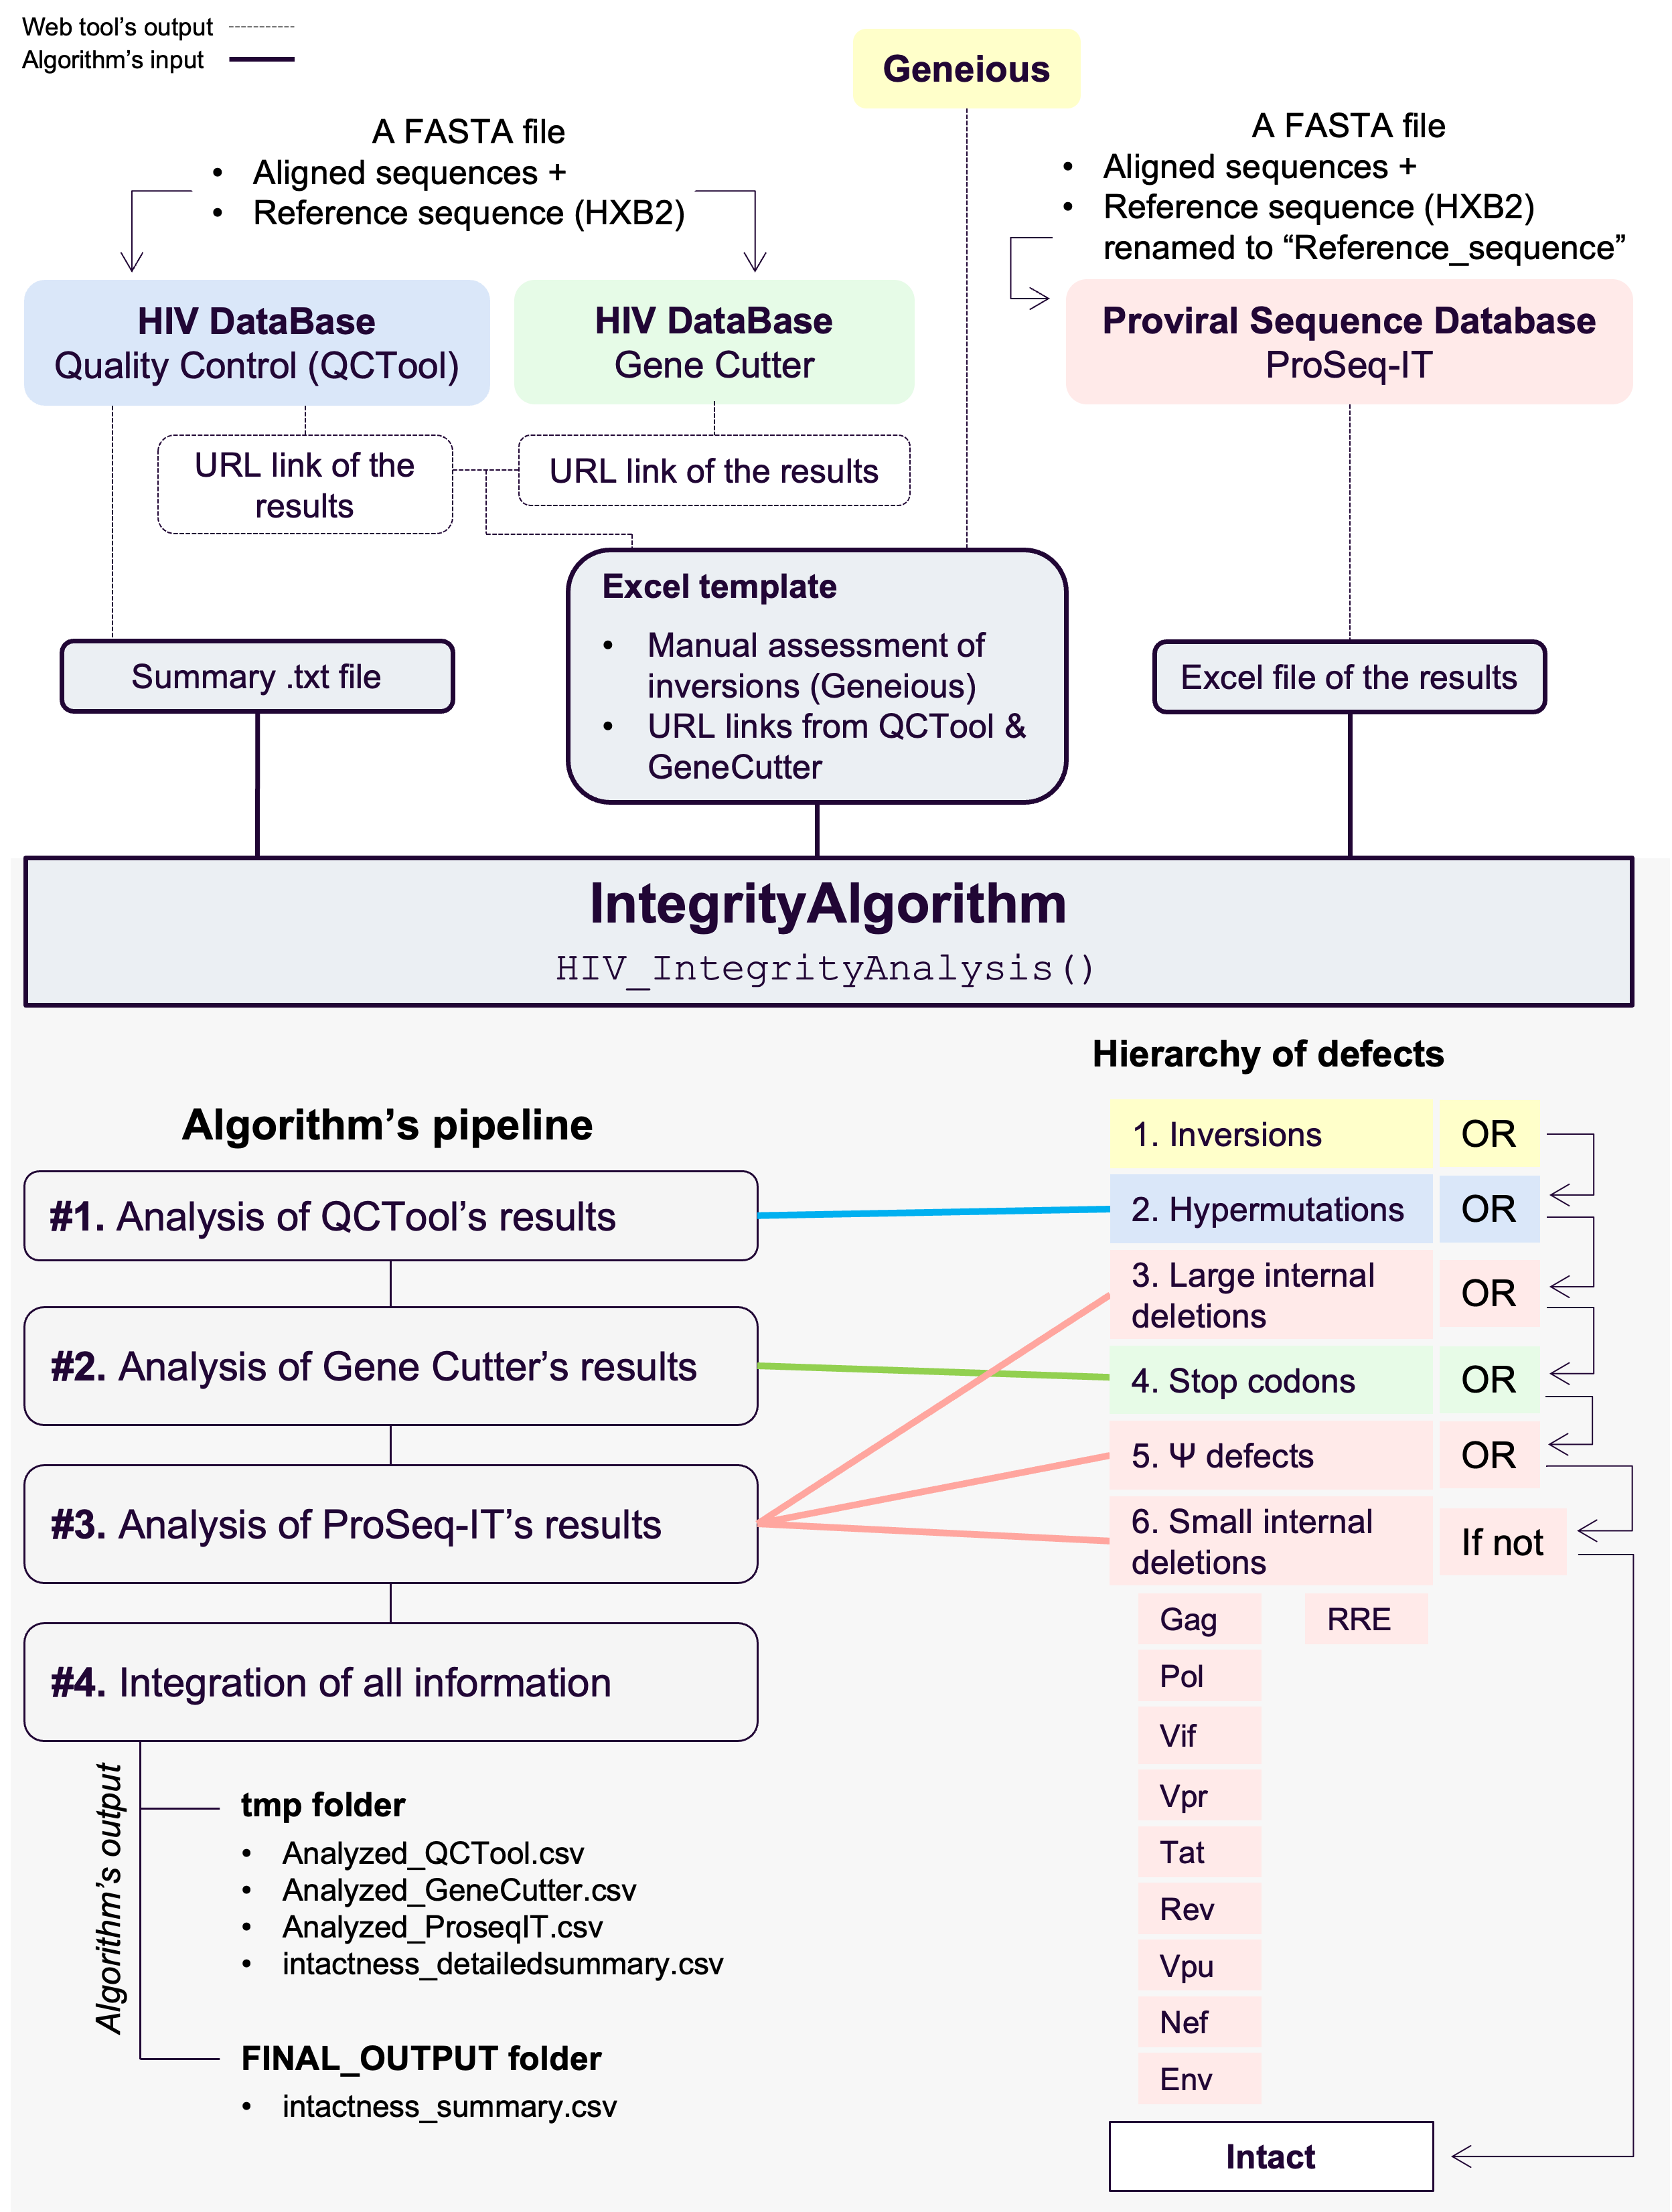 Web tool’s output
Algorithm’s input
Geneious
A FASTA file
• Aligned sequences +
• Reference sequence (HXB2)
A FASTA file
• Aligned sequences +
• Reference sequence (HXB2)
renamed to “Reference_sequence”
HIV DataBase
Quality Control (QCTool)
HIV DataBase
Gene Cutter
Proviral Sequence Database
ProSeq-IT
URL link of the
results
URL link of the results
Summary .txt file
Excel template
• Manual assessment of
inversions (Geneious)
• URL links from QCTool &
GeneCutter
Excel file of the results
IntegrityAlgorithm
HIV_IntegrityAnalysis()
Algorithm’s pipeline
#1. Analysis of QCTool’s results
#2. Analysis of Gene Cutter’s results
#3. Analysis of ProSeq-IT’s results
#4. Integration of all information
Algorithm’s output
tmp folder
• Analyzed_QCTool.csv
• Analyzed_GeneCutter.csv
• Analyzed_ProseqIT.csv
• intactness_detailedsummary.csv
FINAL_OUTPUT folder
• intactness_summary.csv
Hierarchy of defects
1. Inversions OR
2. Hypermutations OR
3. Large internal
deletions OR
4. Stop codons OR
5. Ψ defects OR
6. Small internal
deletions If not
Gag RRE
Pol
Vif
Vpr
Tat
Rev
Vpu
Nef
Env
Intact